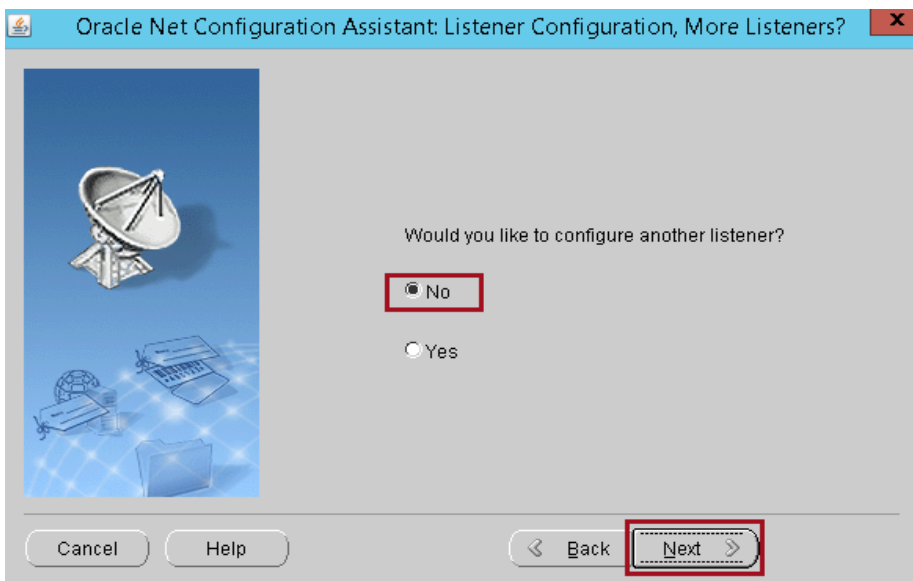 Oracle Net Configuration Assistant: Listener Configuration, More Listeners?
X
Would you like to configure another listener?
No
Yes
Cancel
Help
Back
Next